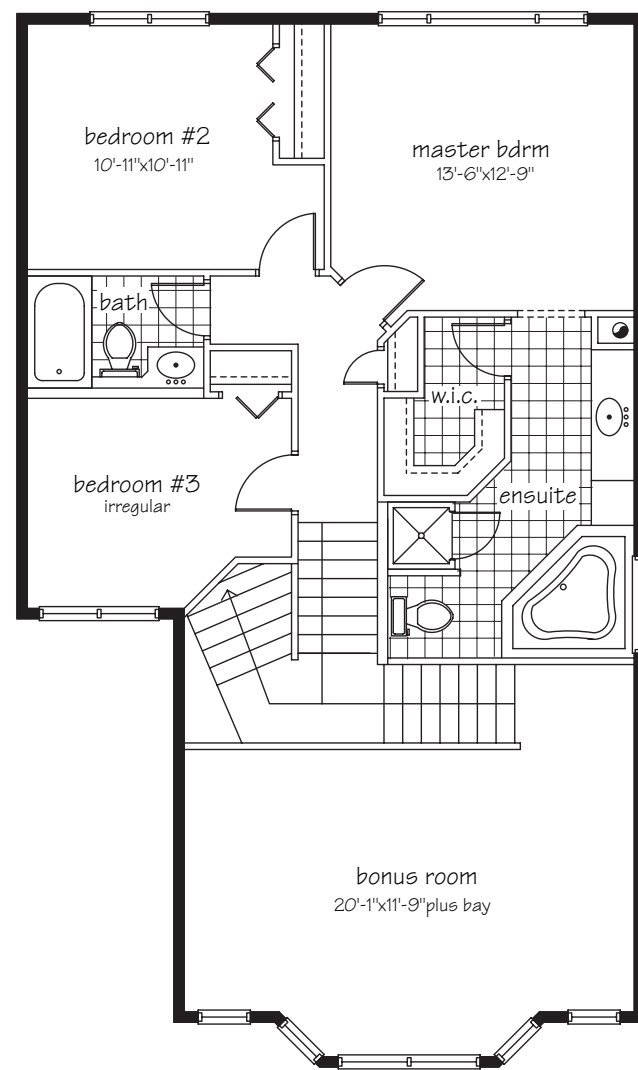 bedroom #2
10'-11"x10'-11"
master bdrm
13'-6"x12'-9"
bath
w.i.c.
bedroom #3
irregular
ensuite
bonus room
20'-1"x11'-9"plus bay